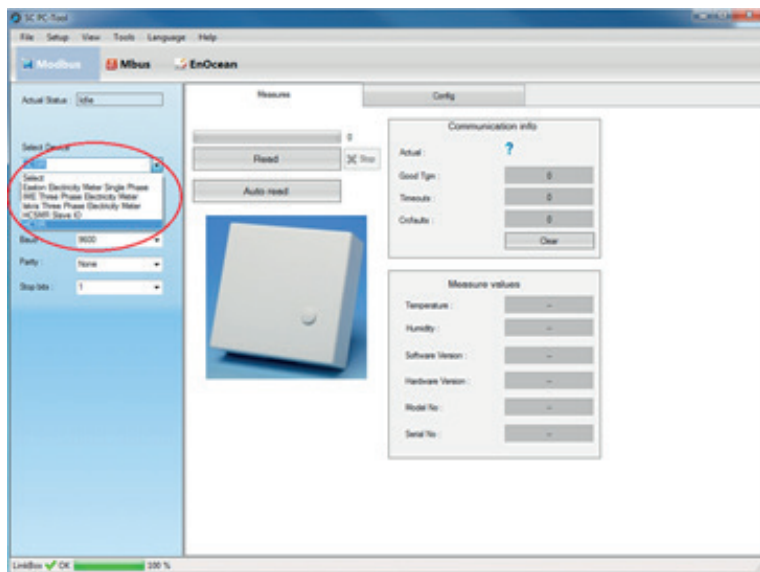 SC PC-Tool
File Setup View Tools Language Help
Modbus Mbus EnOcean
Actual Status : Idle
Measures Config
Select Device
Select
Eastron Electricity Meter Single Phase
IME Three Phase Electricity Meter
Iskra Three Phase Electricity Meter
HCSMR Slave IO
Baud 9600
Parity : None
Stop bits : 1
0
Read Stop
Auto read
Communication info
Actual : ?
Good Tgm : 0
Timeouts : 0
Crcfaults : 0
Clear
Measure values
Temperature : --
Humidity : --
Software Version : --
Hardware Version : --
Model No : --
Serial No : --
LinkBox OK 100 %